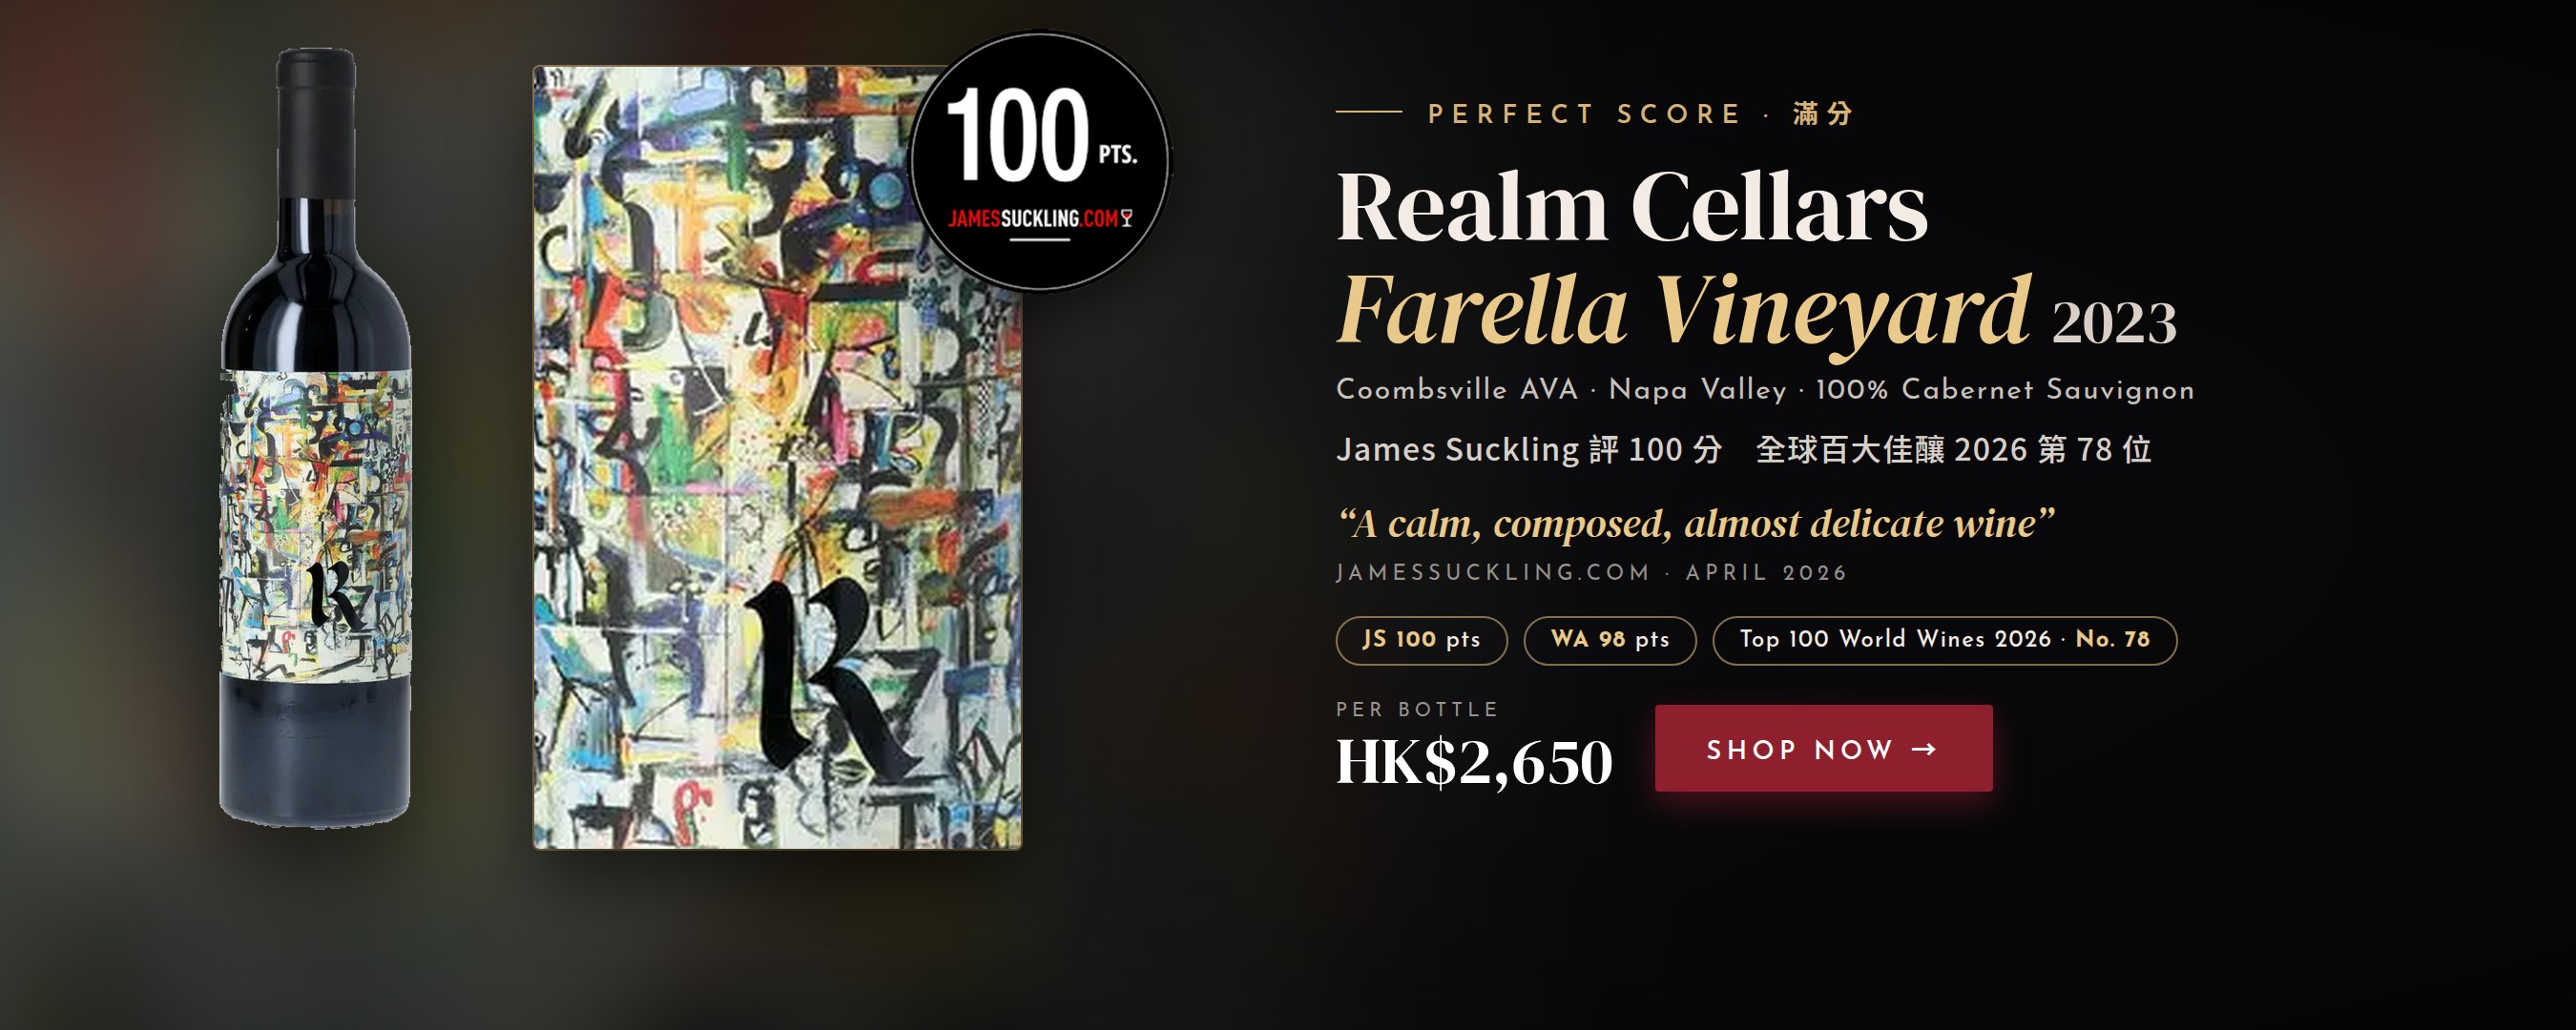 100 PTS.
JAMESSUCKLING.COM
PERFECT SCORE · 滿分
Realm Cellars
Farella Vineyard 2023
Coombsville AVA · Napa Valley · 100% Cabernet Sauvignon
James Suckling 評 100 分　全球百大佳釀 2026 第 78 位
“A calm, composed, almost delicate wine”
JAMESSUCKLING.COM · APRIL 2026
JS 100 pts
WA 98 pts
Top 100 World Wines 2026 · No. 78
PER BOTTLE
HK$2,650
SHOP NOW →
R
R